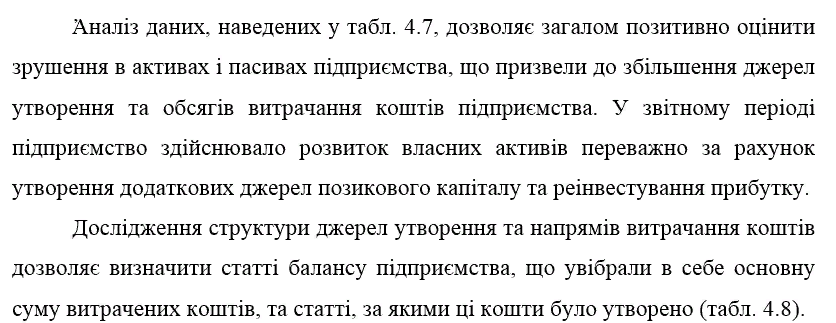 Аналіз даних, наведених у табл. 4.7, дозволяє загалом позитивно оцінити
зрушення в активах і пасивах підприємства, що призвели до збільшення джерел
утворення та обсягів витрачання коштів підприємства. У звітному періоді
підприємство здійснювало розвиток власних активів переважно за рахунок
утворення додаткових джерел позикового капіталу та реінвестування прибутку.
Дослідження структури джерел утворення та напрямів витрачання коштів
дозволяє визначити статті балансу підприємства, що увібрали в себе основну
суму витрачених коштів, та статті, за якими ці кошти було утворено (табл. 4.8).